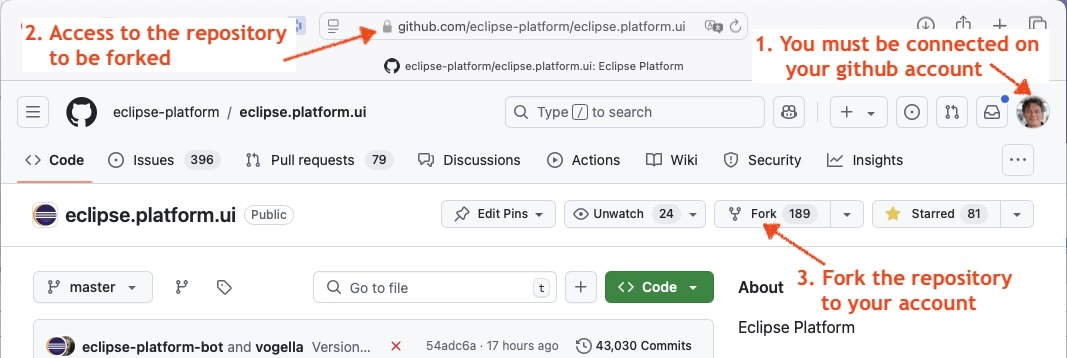 2. Access to the repository
to be forked
github.com/eclipse-platform/eclipse.platform.ui
1. You must be connected on
your github account
eclipse-platform/eclipse.platform.ui: Eclipse Platform
eclipse-platform / eclipse.platform.ui
Type / to search
Code Issues 396 Pull requests 79 Discussions Actions Wiki Security Insights
eclipse.platform.ui Public
Edit Pins Unwatch 24 Fork 189 Starred 81
master
Go to file t
Code
About
3. Fork the repository
to your account
Eclipse Platform
eclipse-platform-bot and vogella Version... 54adc6a · 17 hours ago 43,030 Commits